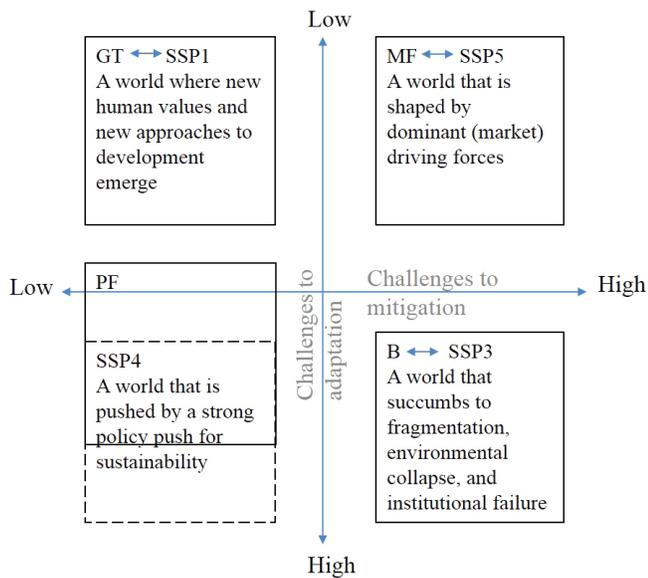 Low
GT SSP1
A world where new
human values and
new approaches to
development
emerge
MF SSP5
A world that is
shaped by
dominant (market)
driving forces
Low
PF
Challenges to
adaptation
Challenges to
mitigation
High
SSP4
A world that is
pushed by a strong
policy push for
sustainability
B SSP3
A world that
succumbs to
fragmentation,
environmental
collapse, and
institutional failure
High